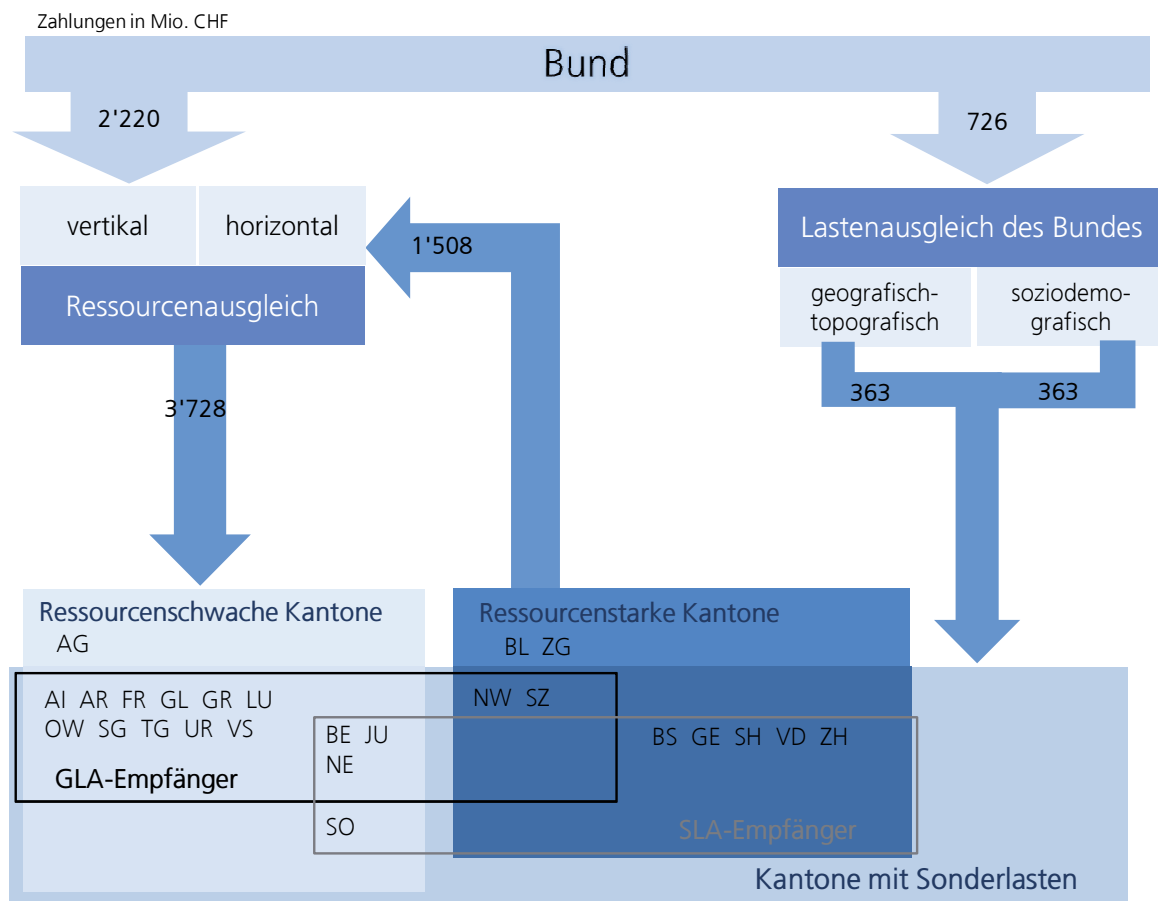 Zahlungen in Mio. CHF
Bund
2'220
726
vertikal
horizontal
1'508
Lastenausgleich des Bundes
Ressourcenausgleich
geografisch-
topografisch
soziodemo-
grafisch
3'728
363
363
Ressourcenschwache Kantone
AG
Ressourcenstarke Kantone
BL ZG
AI AR FR GL GR LU
OW SG TG UR VS
GLA-Empfänger
NW SZ
BE JU
NE
BS GE SH VD ZH
SO
SLA-Empfänger
Kantone mit Sonderlasten